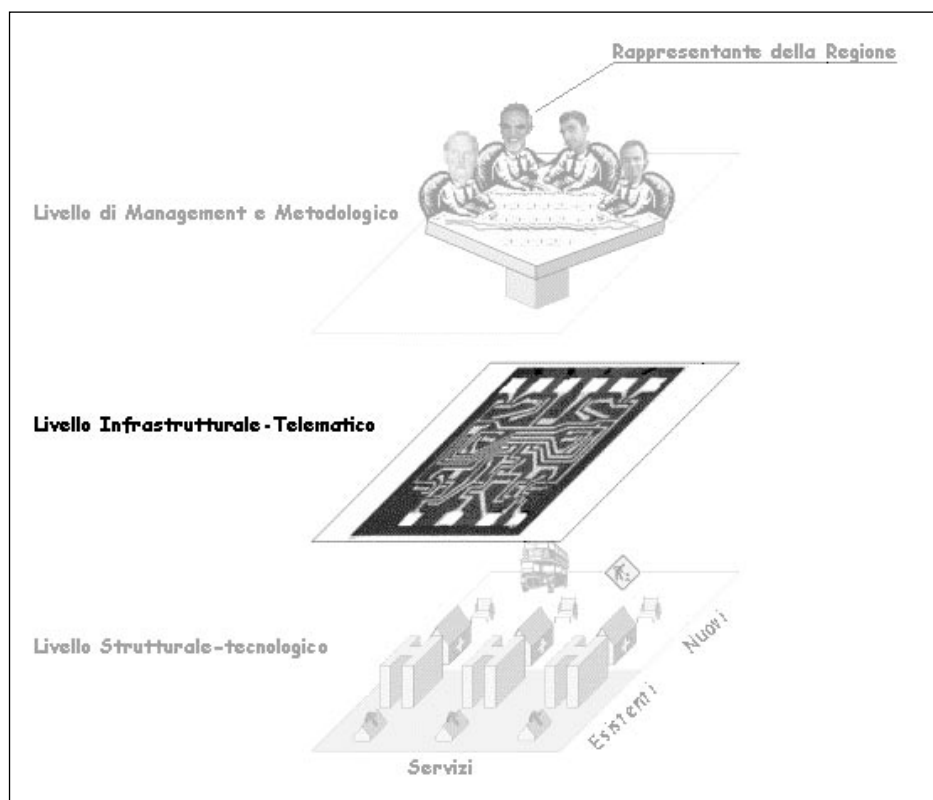 Rappresentante della Regione
Livello di Management e Metodologico
Livello Infrastrutturale-Telematico
Livello Strutturale-tecnologico
Nuovi
Esistenti
Servizi